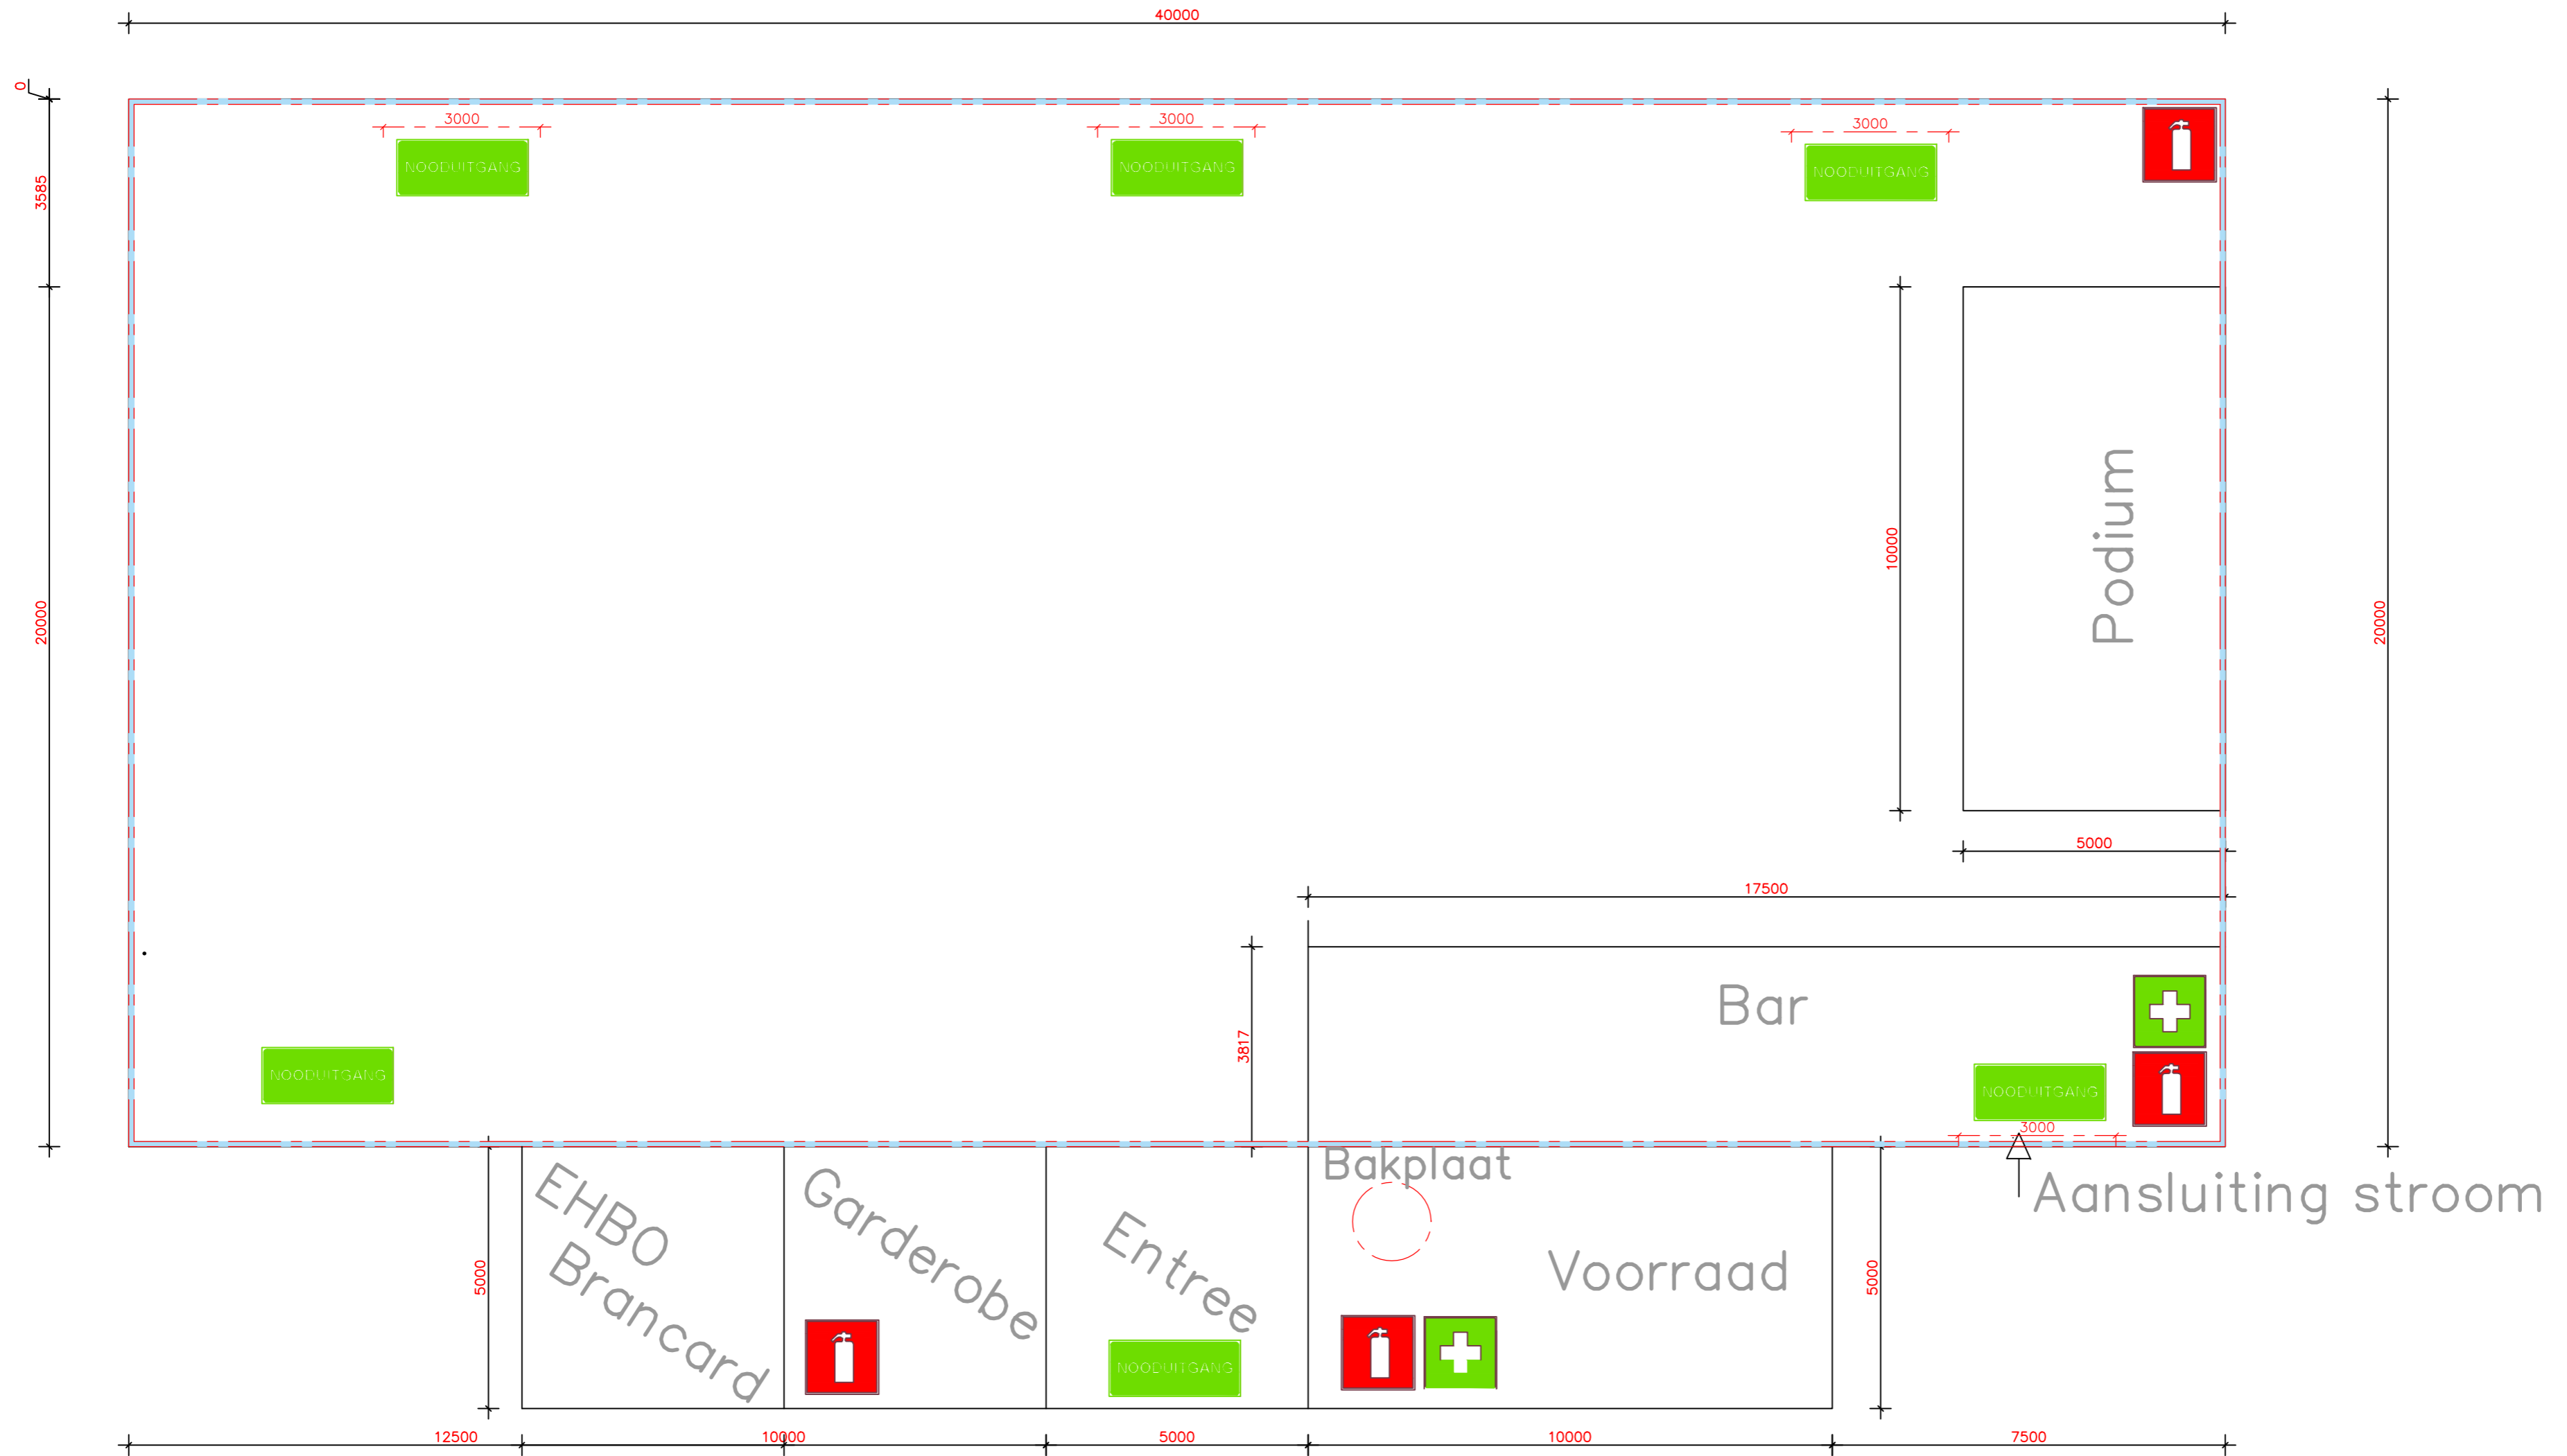 40000
0
3000
3000
3000
NOODUITGANG
NOODUITGANG
NOODUITGANG
3585
20000
10000
Podium
20000
5000
17500
3817
Bar
NOODUITGANG
NOODUITGANG
3000
Aansluiting stroom
5000
EHBO
Brancard
Garderobe
Entree
NOODUITGANG
Bakplaat
Voorraad
5000
12500
10000
5000
10000
7500